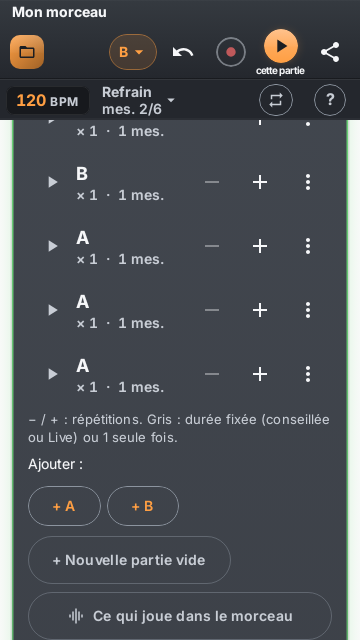 Mon morceau
B
cette partie
120 BPM
Refrain
mes. 2/6
?
× 1 · 1 mes.
B
× 1 · 1 mes.
A
× 1 · 1 mes.
A
× 1 · 1 mes.
A
× 1 · 1 mes.
− / + : répétitions. Gris : durée fixée (conseillée
ou Live) ou 1 seule fois.
Ajouter :
+ A
+ B
+ Nouvelle partie vide
Ce qui joue dans le morceau